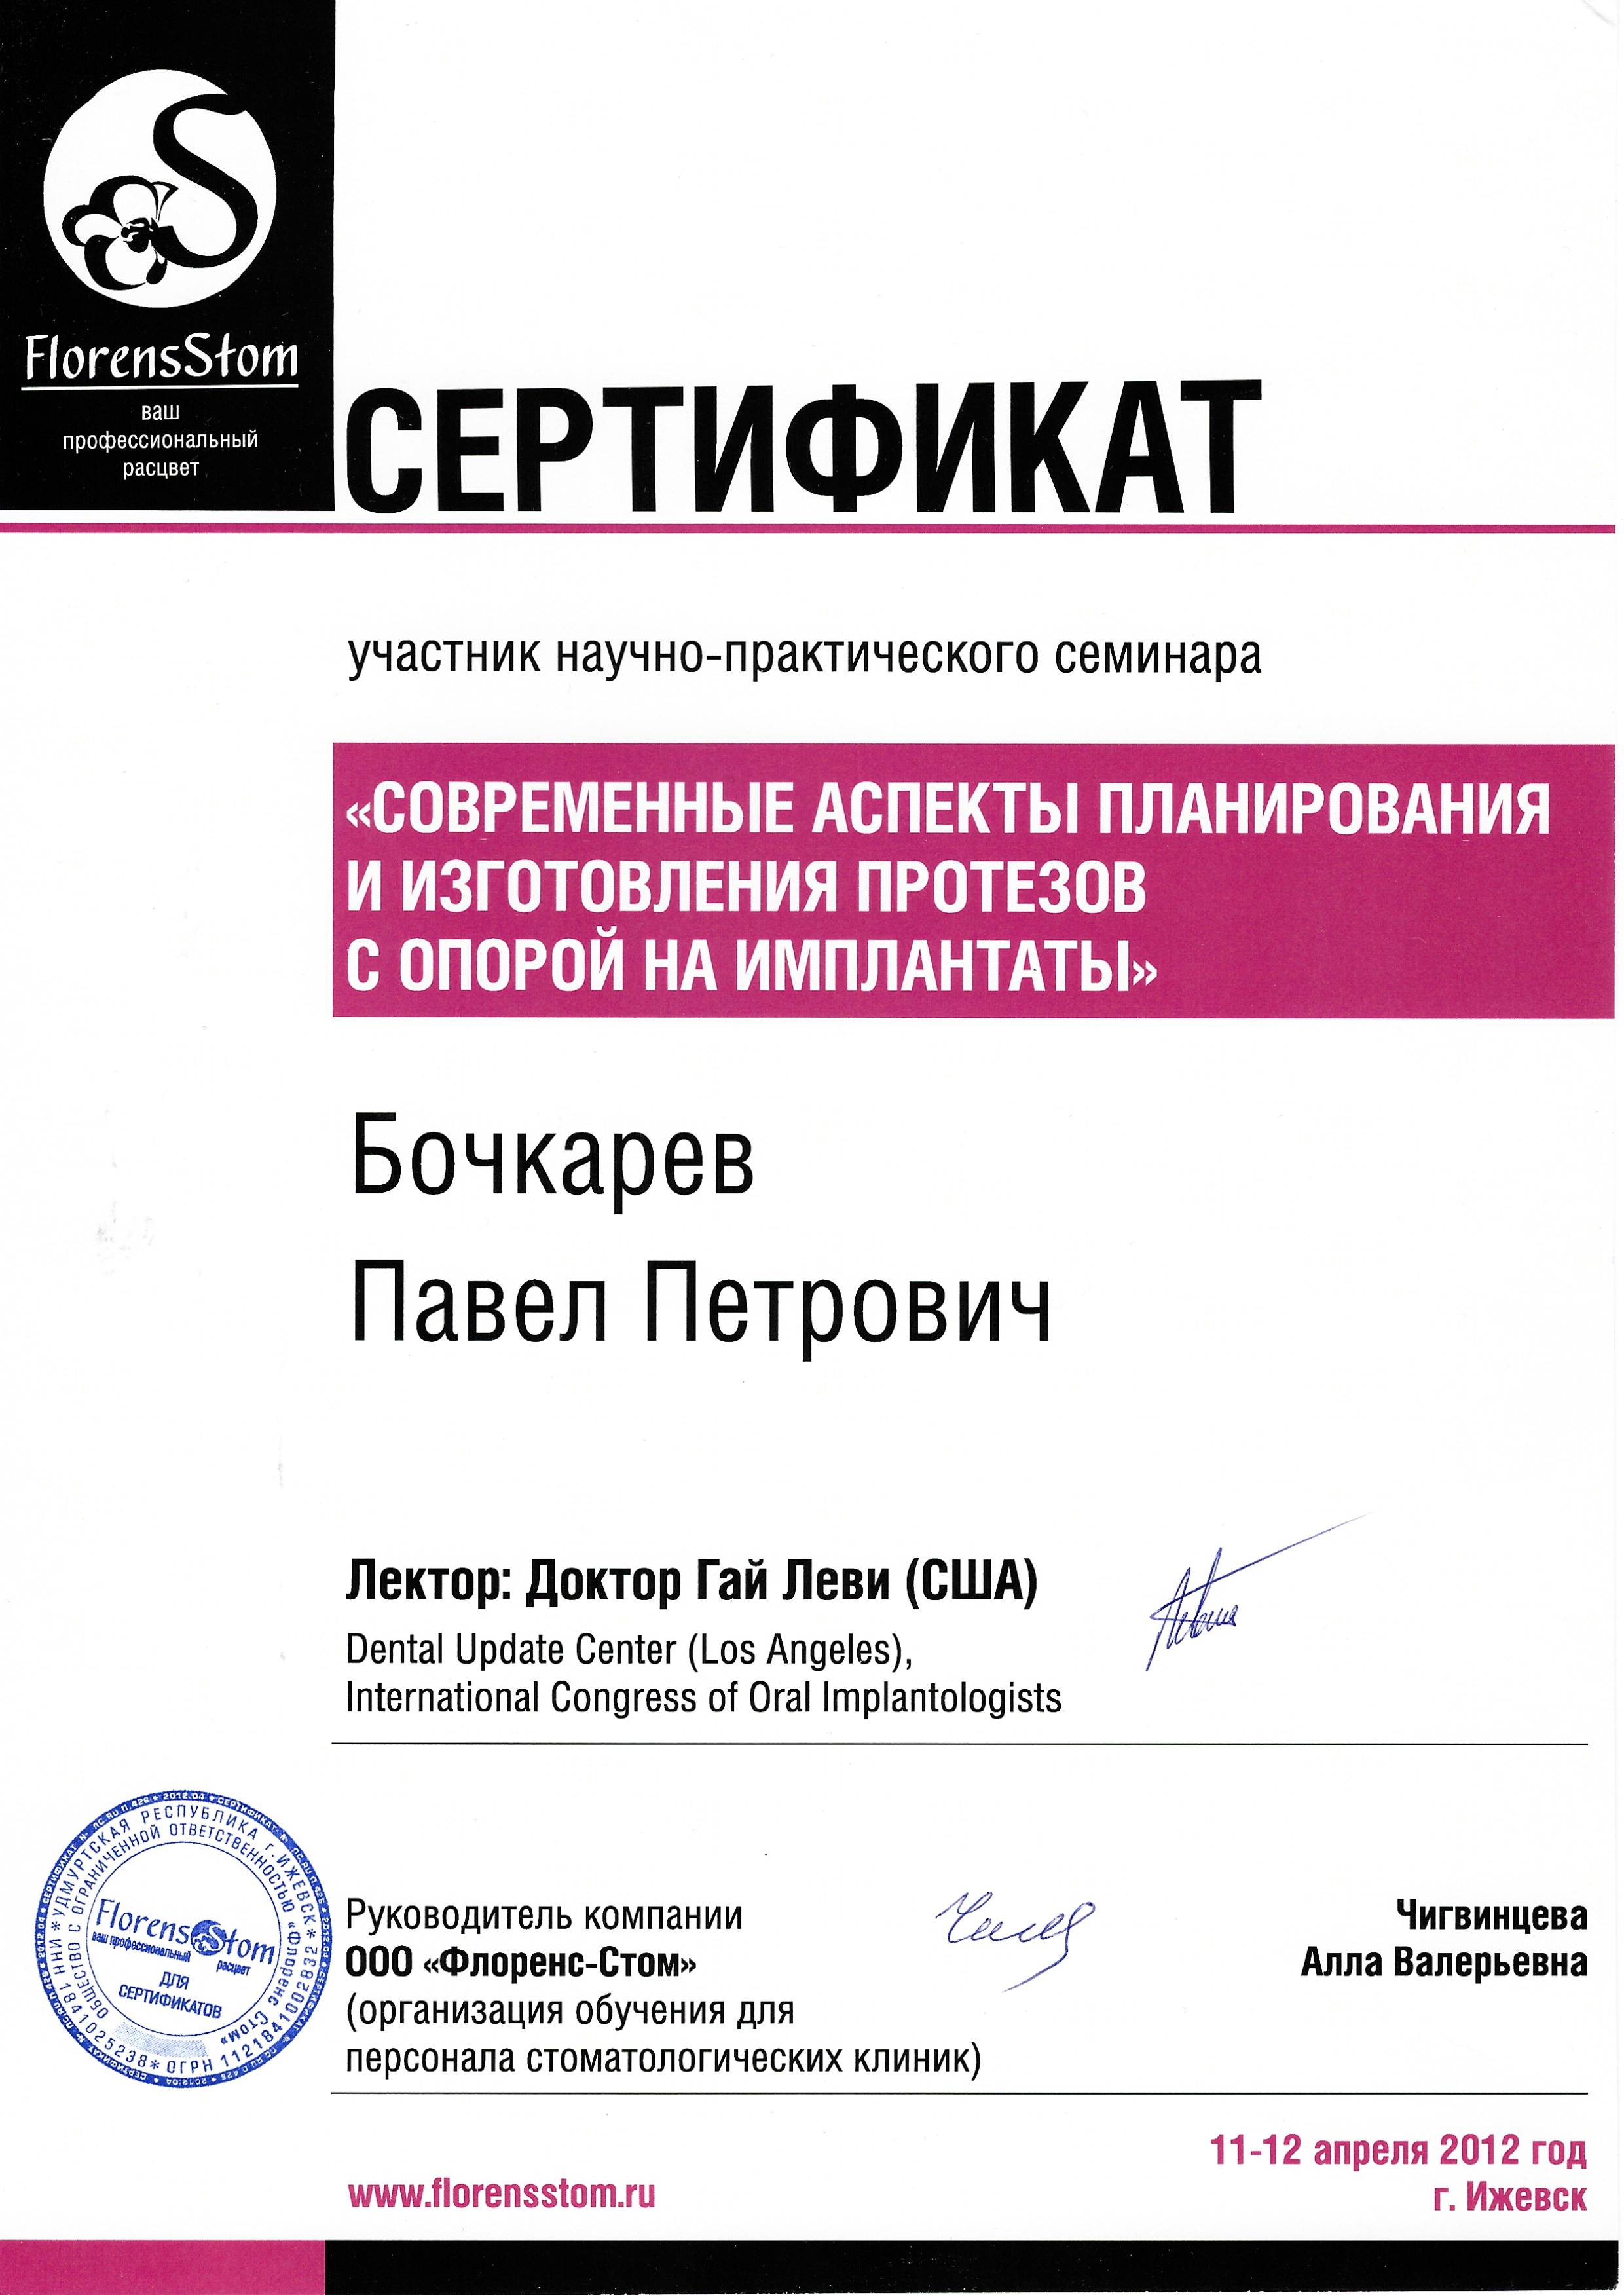 FlorensStom
ваш
профессиональный
расцвет
СЕРТИФИКАТ
участник научно-практического семинара
«СОВРЕМЕННЫЕ АСПЕКТЫ ПЛАНИРОВАНИЯ
И ИЗГОТОВЛЕНИЯ ПРОТЕЗОВ
С ОПОРОЙ НА ИМПЛАНТАТЫ»
Бочкарев
Павел Петрович
Лектор: Доктор Гай Леви (США)
Dental Update Center (Los Angeles),
International Congress of Oral Implantologists
УДМУРТСКАЯ РЕСПУБЛИКА г. ИЖЕВСК*
ОБЩЕСТВО С ОГРАНИЧЕННОЙ ОТВЕТСТВЕННОСТЬЮ «Флоренс Стом»
ИНН 1841025238* ОГРН 1121841002832
FlorensStom
ваш профессиональный
расцвет
ДЛЯ
СЕРТИФИКАТОВ
Руководитель компании
ООО «Флоренс-Стом»
(организация обучения для
персонала стоматологических клиник)
Чигвинцева
Алла Валерьевна
11-12 апреля 2012 год
www.florensstom.ru
г. Ижевск